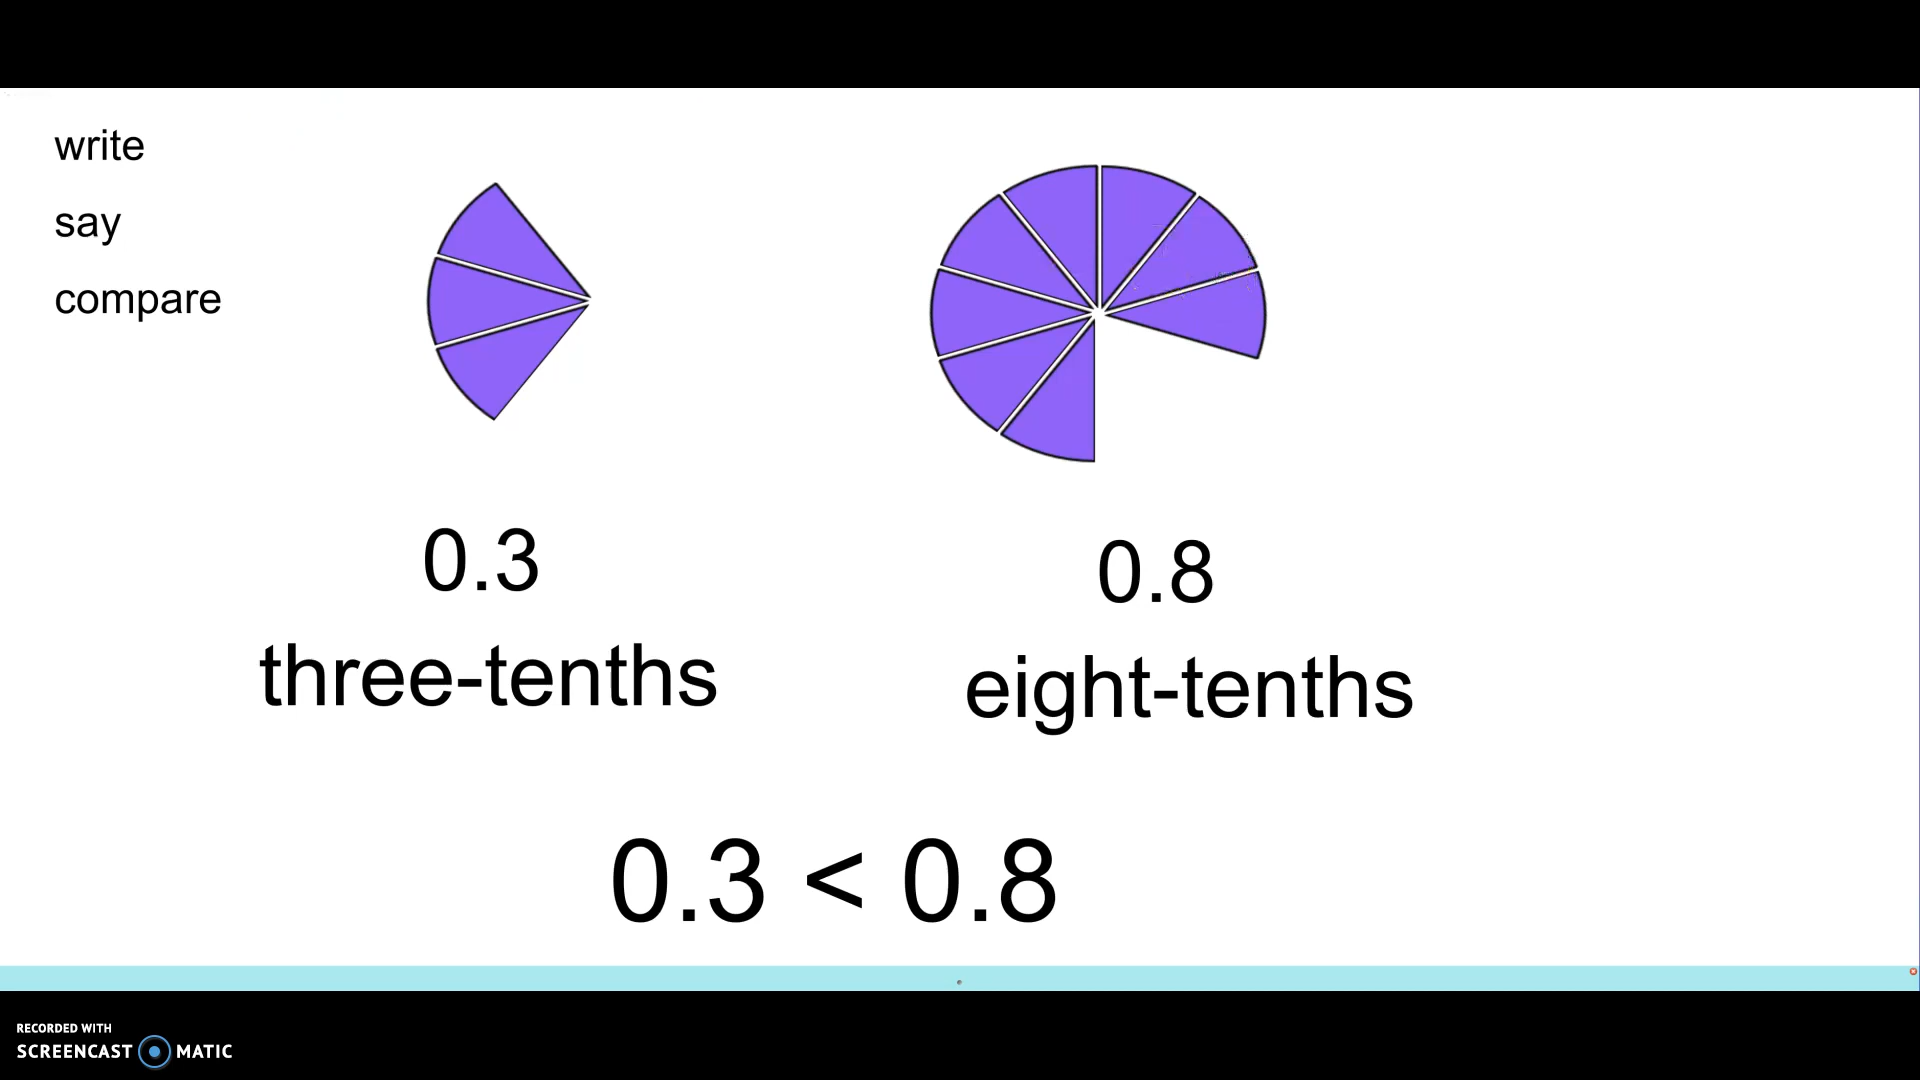 write
say
compare
0.3
0.8
three-tenths
eight-tenths
0.3 < 0.8
RECORDED WITH
SCREENCAST MATIC